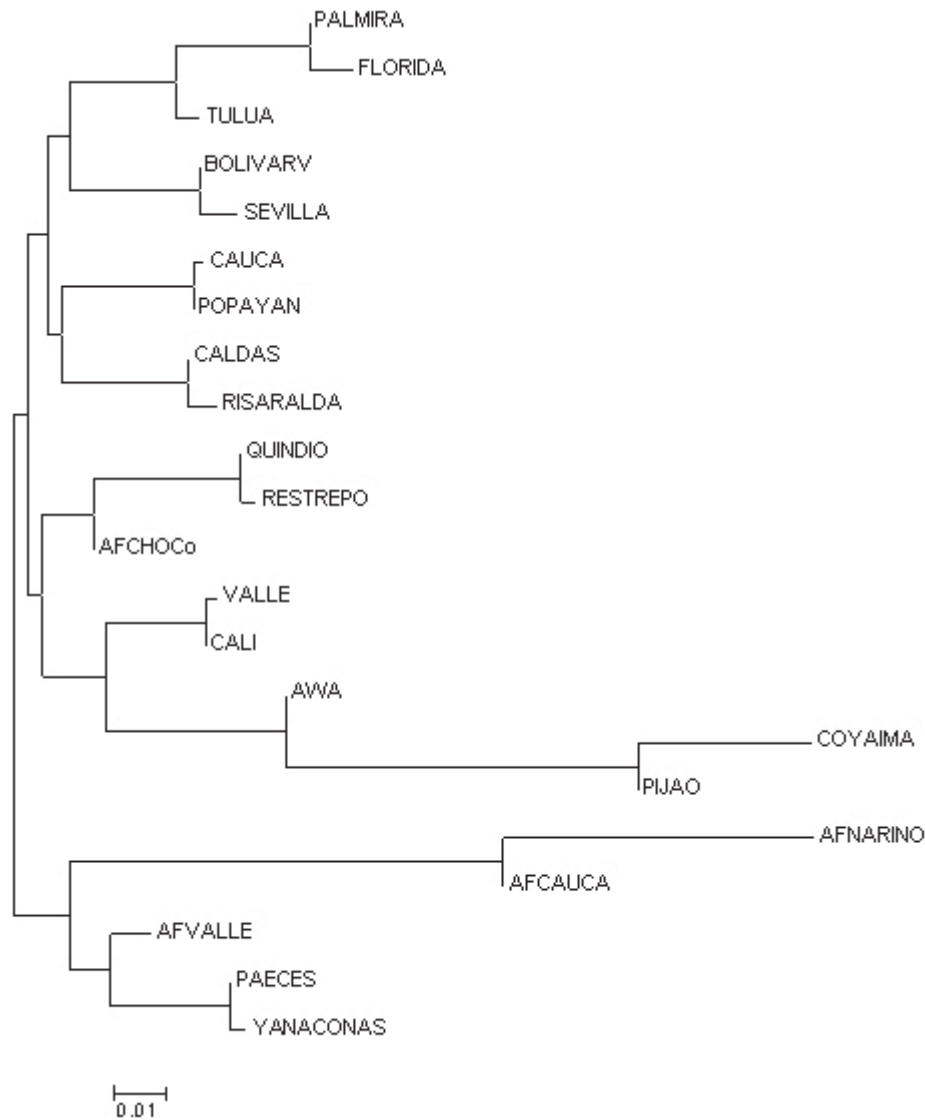 PALMIRA
FLORIDA
TULUA
BOLIVARV
SEVILLA
CAUCA
POPAYAN
CALDAS
RISARALDA
QUINDIO
RESTREPO
AFCHOCo
VALLE
CALI
AWA
COYAIMA
PIJAO
AFNARINO
AFCAUCA
AFVALLE
PAECES
YANACONAS
0.01